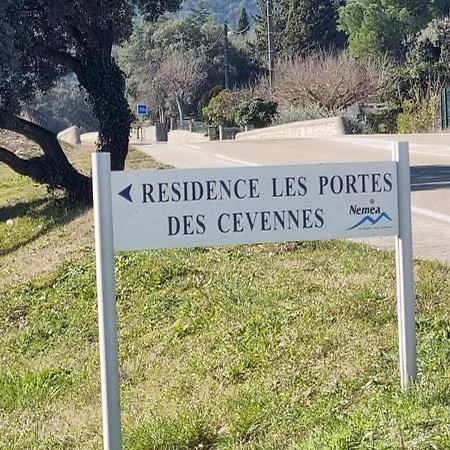 RESIDENCE LES PORTES
DES CEVENNES
Nemea